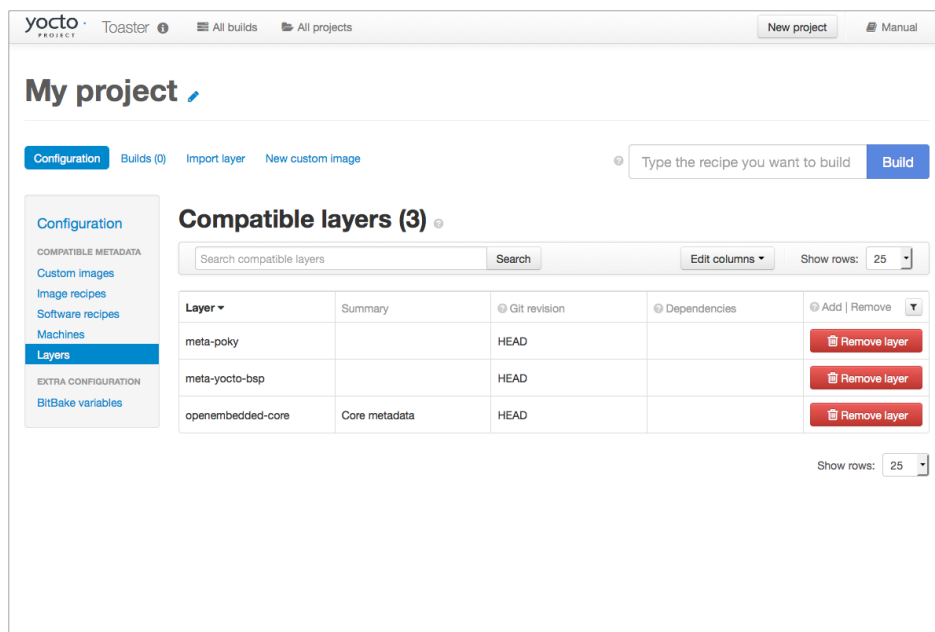 yocto · Toaster All builds All projects New project Manual
PROJECT
My project
Configuration Builds (0) Import layer New custom image Type the recipe you want to build Build
Configuration
COMPATIBLE METADATA
Custom images
Image recipes
Software recipes
Machines
Layers
EXTRA CONFIGURATION
BitBake variables
Compatible layers (3)
Search compatible layers Search Edit columns Show rows: 25
Layer Summary Git revision Dependencies Add | Remove
meta-poky HEAD Remove layer
meta-yocto-bsp HEAD Remove layer
openembedded-core Core metadata HEAD Remove layer
Show rows: 25